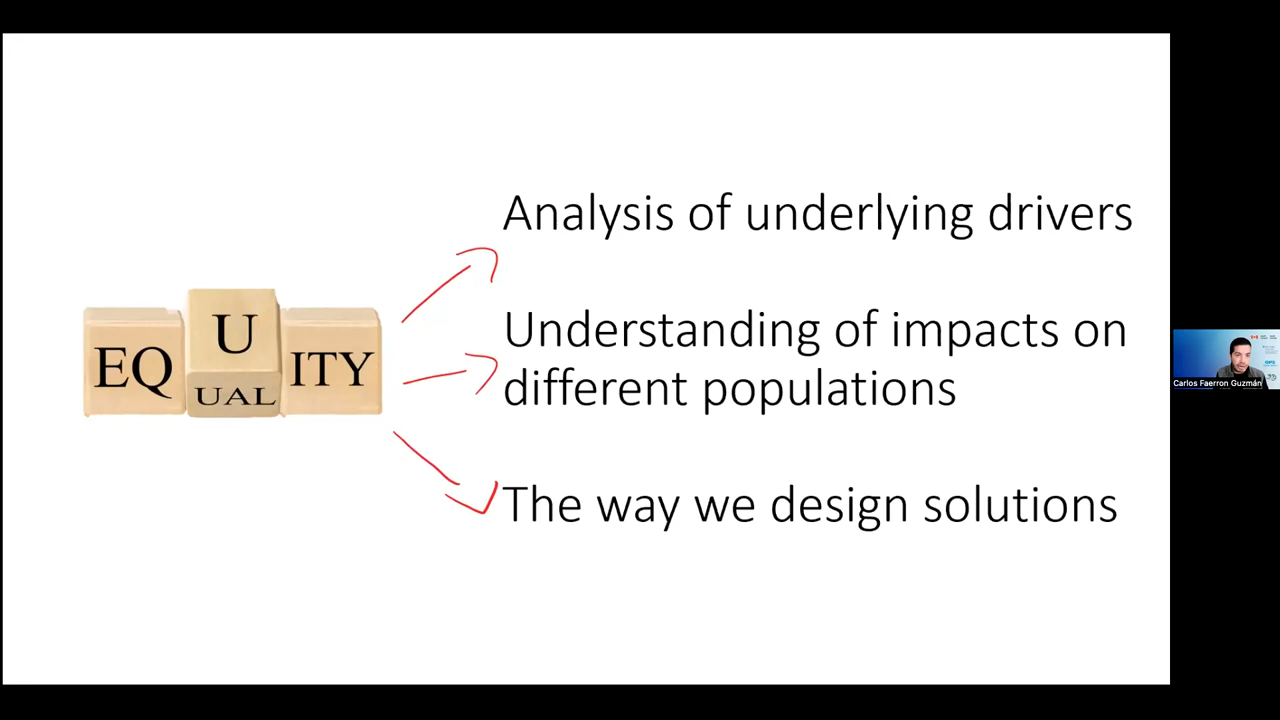 Analysis of underlying drivers
U
EQ UAL ITY
Understanding of impacts on
different populations
The way we design solutions
Carlos Faerron Guzmán